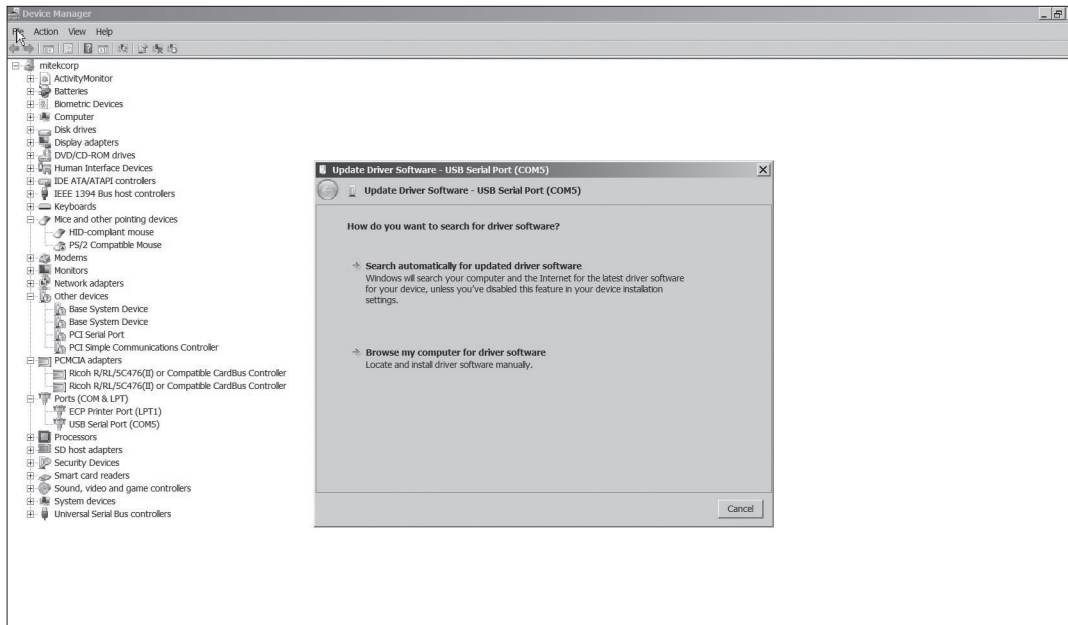 Device Manager
File Action View Help
mitekcorp
ActivityMonitor
Batteries
Biometric Devices
Computer
Disk drives
Display adapters
DVD/CD-ROM drives
Human Interface Devices
IDE ATA/ATAPI controllers
IEEE 1394 Bus host controllers
Keyboards
Mice and other pointing devices
HID-compliant mouse
PS/2 Compatible Mouse
Modems
Monitors
Network adapters
Other devices
Base System Device
Base System Device
PCI Serial Port
PCI Simple Communications Controller
PCMCIA adapters
Ricoh R/RL/5C476(II) or Compatible CardBus Controller
Ricoh R/RL/5C476(II) or Compatible CardBus Controller
Ports (COM & LPT)
ECP Printer Port (LPT1)
USB Serial Port (COM5)
Processors
SD host adapters
Security Devices
Smart card readers
Sound, video and game controllers
System devices
Universal Serial Bus controllers
Update Driver Software - USB Serial Port (COM5)
Update Driver Software - USB Serial Port (COM5)
How do you want to search for driver software?
Search automatically for updated driver software
Windows will search your computer and the Internet for the latest driver software
for your device, unless you've disabled this feature in your device installation
settings.
Browse my computer for driver software
Locate and install driver software manually.
Cancel